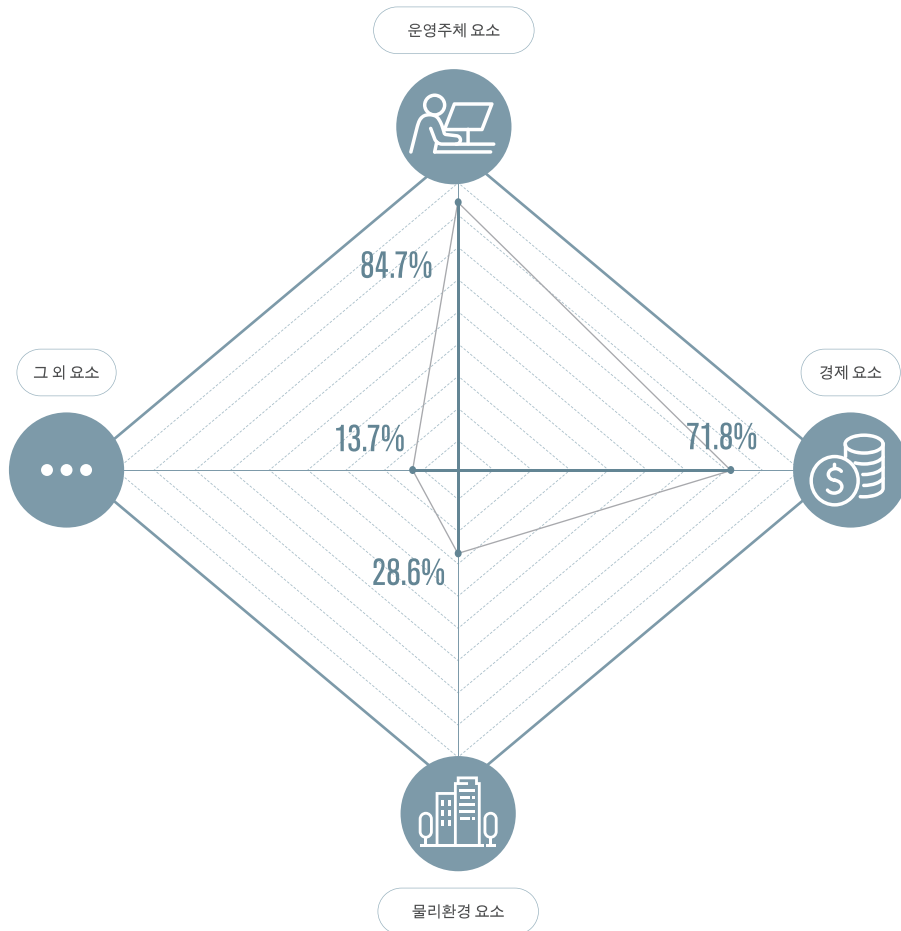 운영주체 요소
84.7%
그 외 요소
경제 요소
13.7%
71.8%
$
28.6%
물리환경 요소